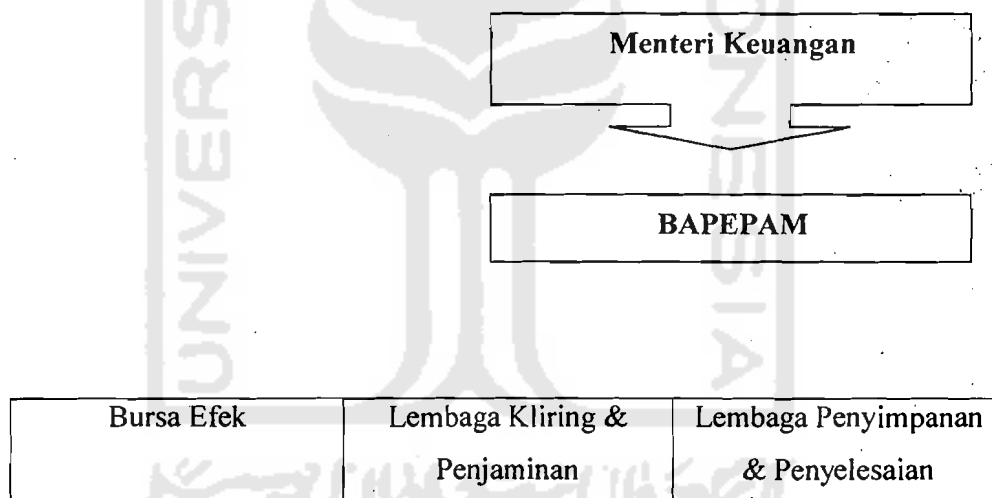 Menteri Keuangan
BAPEPAM
Bursa Efek
Lembaga Kliring &
Penjaminan
Lembaga Penyimpanan
& Penyelesaian